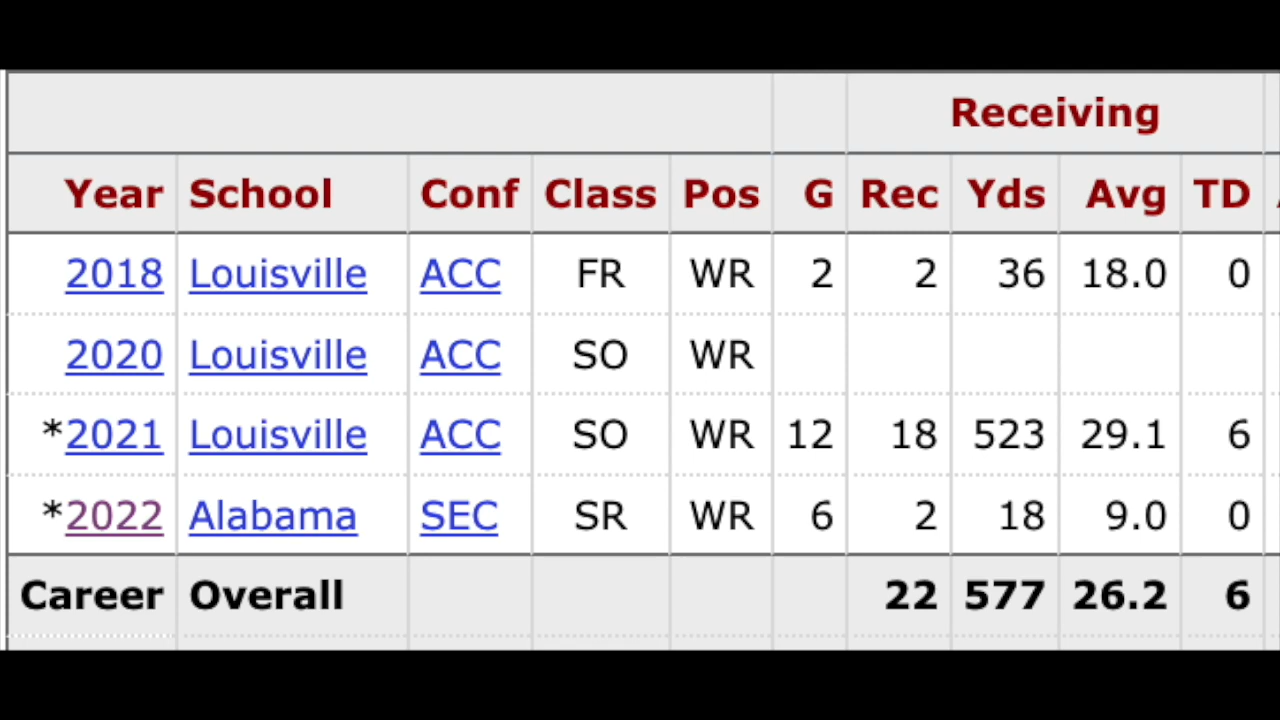 Receiving
Year School Conf Class Pos G Rec Yds Avg TD
2018 Louisville ACC FR WR 2 2 36 18.0 0
2020 Louisville ACC SO WR
*2021 Louisville ACC SO WR 12 18 523 29.1 6
*2022 Alabama SEC SR WR 6 2 18 9.0 0
Career Overall 22 577 26.2 6